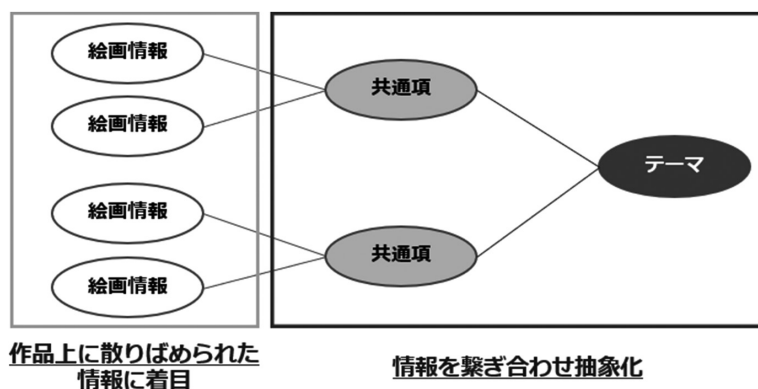 絵画情報
絵画情報
絵画情報
絵画情報
共通項
共通項
テーマ
作品上に散りばめられた
情報に着目
情報を繋ぎ合わせ抽象化